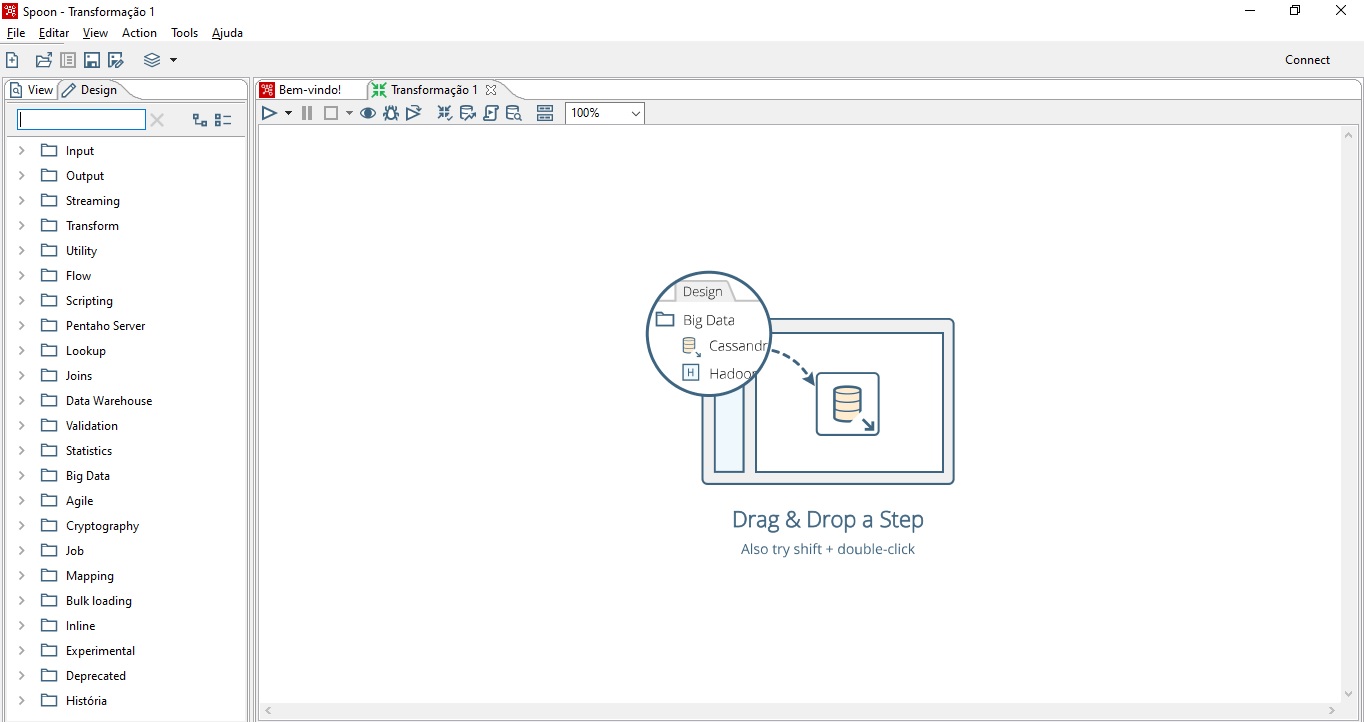 Spoon - Transformação 1
File Editar View Action Tools Ajuda
Connect
View Design
Bem-vindo! Transformação 1
100%
Input
Output
Streaming
Transform
Utility
Flow
Scripting
Pentaho Server
Lookup
Joins
Data Warehouse
Validation
Statistics
Big Data
Agile
Cryptography
Job
Mapping
Bulk loading
Inline
Experimental
Deprecated
História
Design
Big Data
Cassandr
H Hadoop
Drag & Drop a Step
Also try shift + double-click